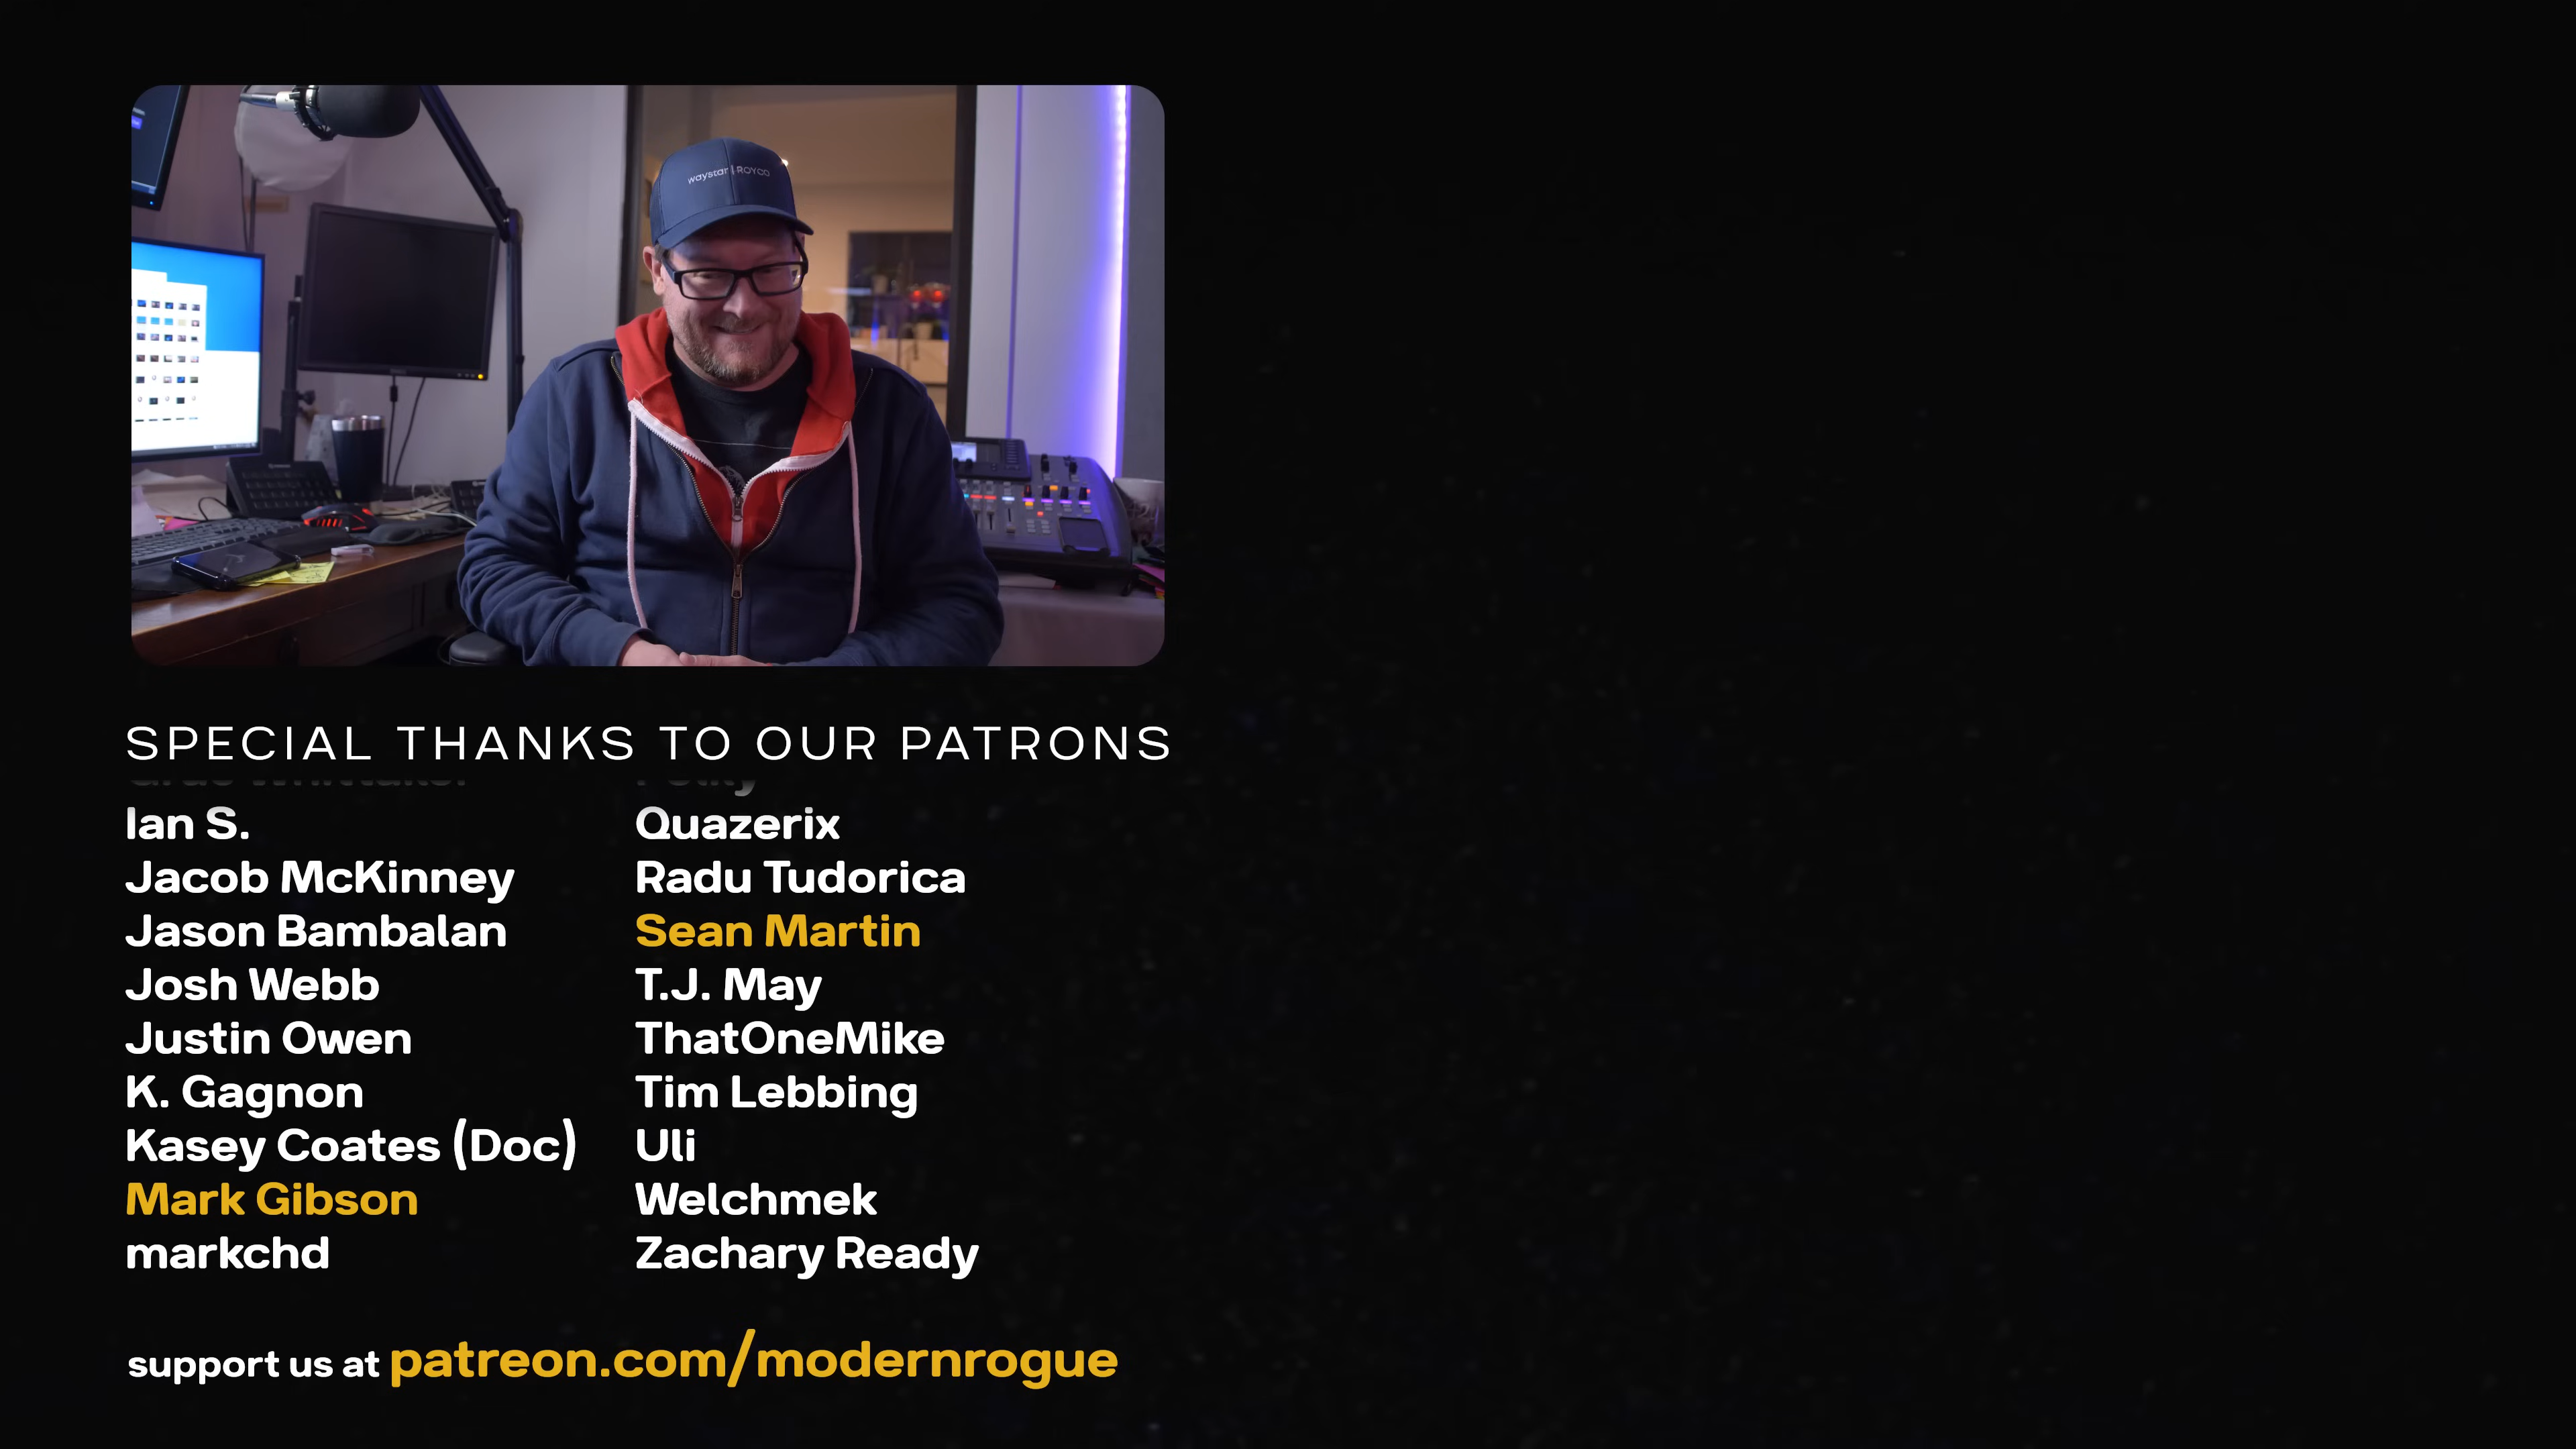 waystar | ROYCO
SPECIAL THANKS TO OUR PATRONS
Ian S.
Jacob McKinney
Jason Bambalan
Josh Webb
Justin Owen
K. Gagnon
Kasey Coates (Doc)
Mark Gibson
markchd
Quazerix
Radu Tudorica
Sean Martin
T.J. May
ThatOneMike
Tim Lebbing
Uli
Welchmek
Zachary Ready
support us at patreon.com/modernrogue